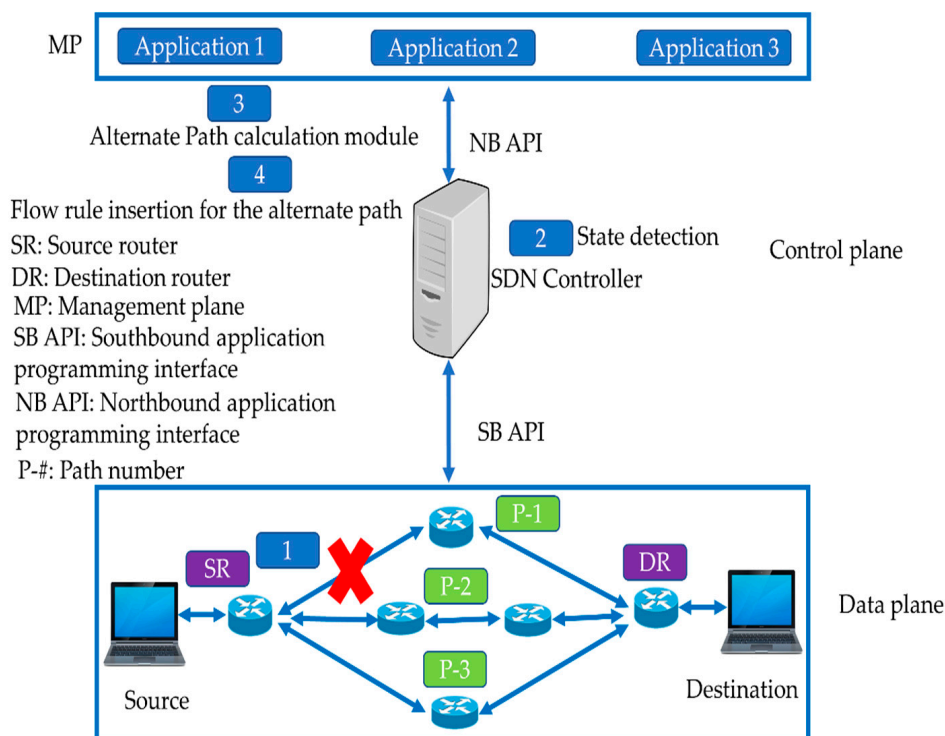 MP
Application 1
Application 2
Application 3
3
Alternate Path calculation module
NB API
4
Flow rule insertion for the alternate path
2
State detection
SDN Controller
Control plane
SR: Source router
DR: Destination router
MP: Management plane
SB API: Southbound application
programming interface
NB API: Northbound application
programming interface
P-#: Path number
SB API
P-1
1
SR
DR
P-2
Data plane
P-3
Source
Destination